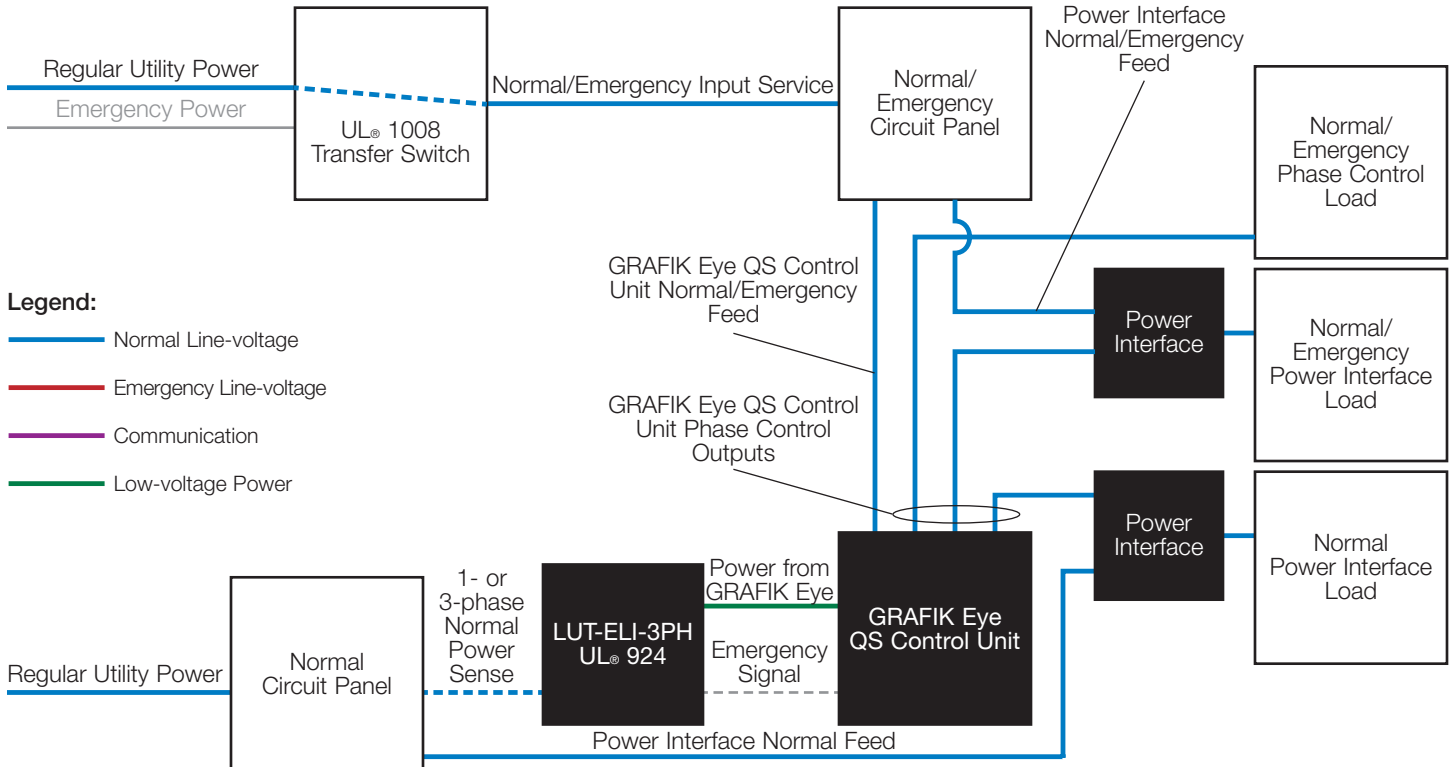 Regular Utility Power
Emergency Power
UL® 1008
Transfer Switch
Normal/Emergency Input Service
Normal/
Emergency
Circuit Panel
Power Interface
Normal/Emergency
Feed
Normal/
Emergency
Phase Control
Load
GRAFIK Eye QS Control
Unit Normal/Emergency
Feed
Power
Interface
Normal/
Emergency
Power Interface
Load
Legend:
Normal Line-voltage
Emergency Line-voltage
Communication
Low-voltage Power
GRAFIK Eye QS Control
Unit Phase Control
Outputs
Power
Interface
Normal
Power Interface
Load
Regular Utility Power
Normal
Circuit Panel
1- or
3-phase
Normal
Power
Sense
LUT-ELI-3PH
UL® 924
Power from
GRAFIK Eye
Emergency
Signal
GRAFIK Eye
QS Control Unit
Power Interface Normal Feed